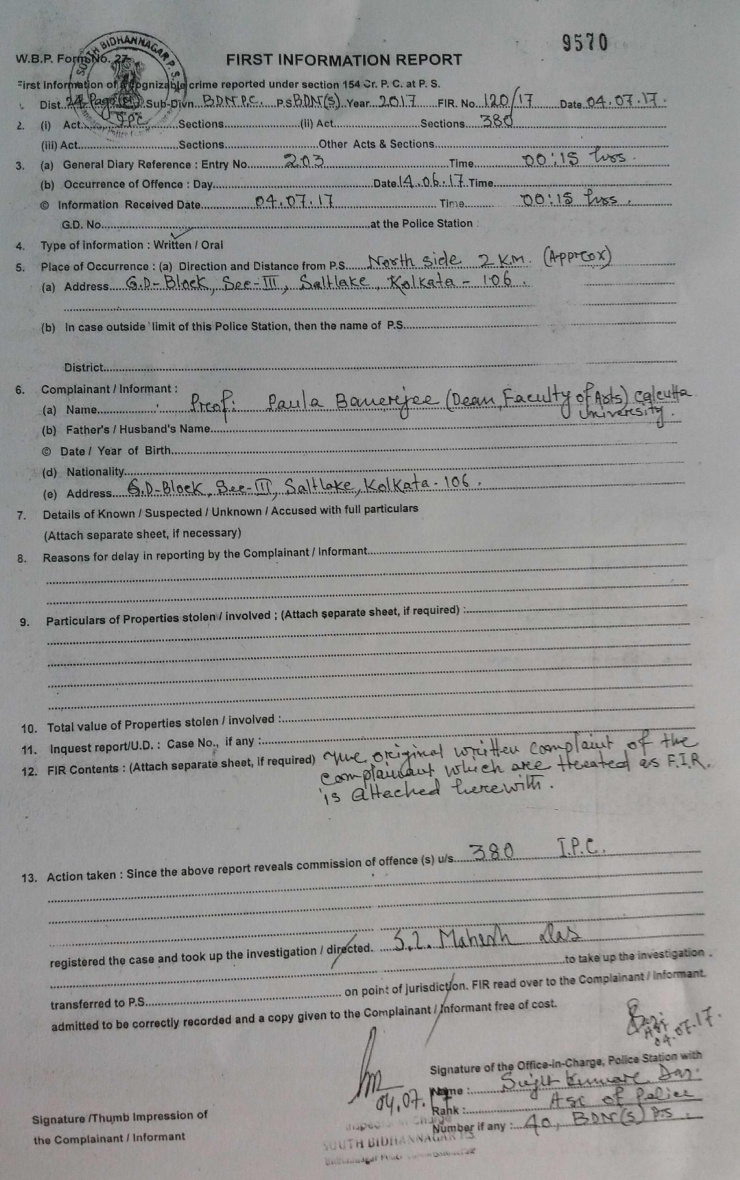 9570
SOUTH BIDHANNAGAR P.S.
W.B.P. Form No. 27
FIRST INFORMATION REPORT
First Information of Cognizable crime reported under section 154 Cr. P. C. at P. S.
1. Dist. 24 Pags(N) Sub-Divn. BDN P.C. P.S. BDN(S). Year 2017 FIR. No. 120/17 Date 04.07.17.
2. (i) Act IPC Sections (ii) Act Sections 380
(iii) Act Sections Other Acts & Sections
3. (a) General Diary Reference : Entry No. 203 Time 00:15 hrs.
(b) Occurrence of Offence : Day Date 14.06.17 Time
© Information Received Date 04.07.17 Time 00:15 hrs.
G.D. No. at the Police Station
4. Type of information : Written / Oral
5. Place of Occurrence : (a) Direction and Distance from P.S. North side 2 K.M. (Approx)
(a) Address G.D-Block, Sec-III, Saltlake, Kolkata - 106.
(b) In case outside limit of this Police Station, then the name of P.S.
District
6. Complainant / Informant :
(a) Name Prof: Paula Banerjee (Dean, Faculty of Arts) Calcutta
University.
(b) Father's / Husband's Name
© Date / Year of Birth
(d) Nationality
(e) Address G.D-Block, Sec-III, Saltlake, Kolkata - 106.
7. Details of Known / Suspected / Unknown / Accused with full particulars
(Attach separate sheet, if necessary)
8. Reasons for delay in reporting by the Complainant / Informant
9. Particulars of Properties stolen / involved ; (Attach separate sheet, if required) :
10. Total value of Properties stolen / involved :
11. Inquest report/U.D. : Case No., if any :
12. FIR Contents : (Attach separate sheet, if required) The original written complaint of the
complainant which are threated as F.I.R.
is attached herewith.
13. Action taken : Since the above report reveals commission of offence (s) u/s 380 I.P.C.
registered the case and took up the investigation / directed. S.I. Mahesh Das
to take up the investigation
transferred to P.S. on point of jurisdiction. FIR read over to the Complainant / Informant.
admitted to be correctly recorded and a copy given to the Complainant / Informant free of cost.
ASI
04.07.17.
Signature of the Office-in-Charge, Police Station with
Name : Sujit Kumar Das.
04.07.17
Rank : ASI of Police
Number if any : 40, BDN(S) P.S.
SOUTH BIDHANNAGAR P.S.
Signature /Thumb Impression of
the Complainant / Informant